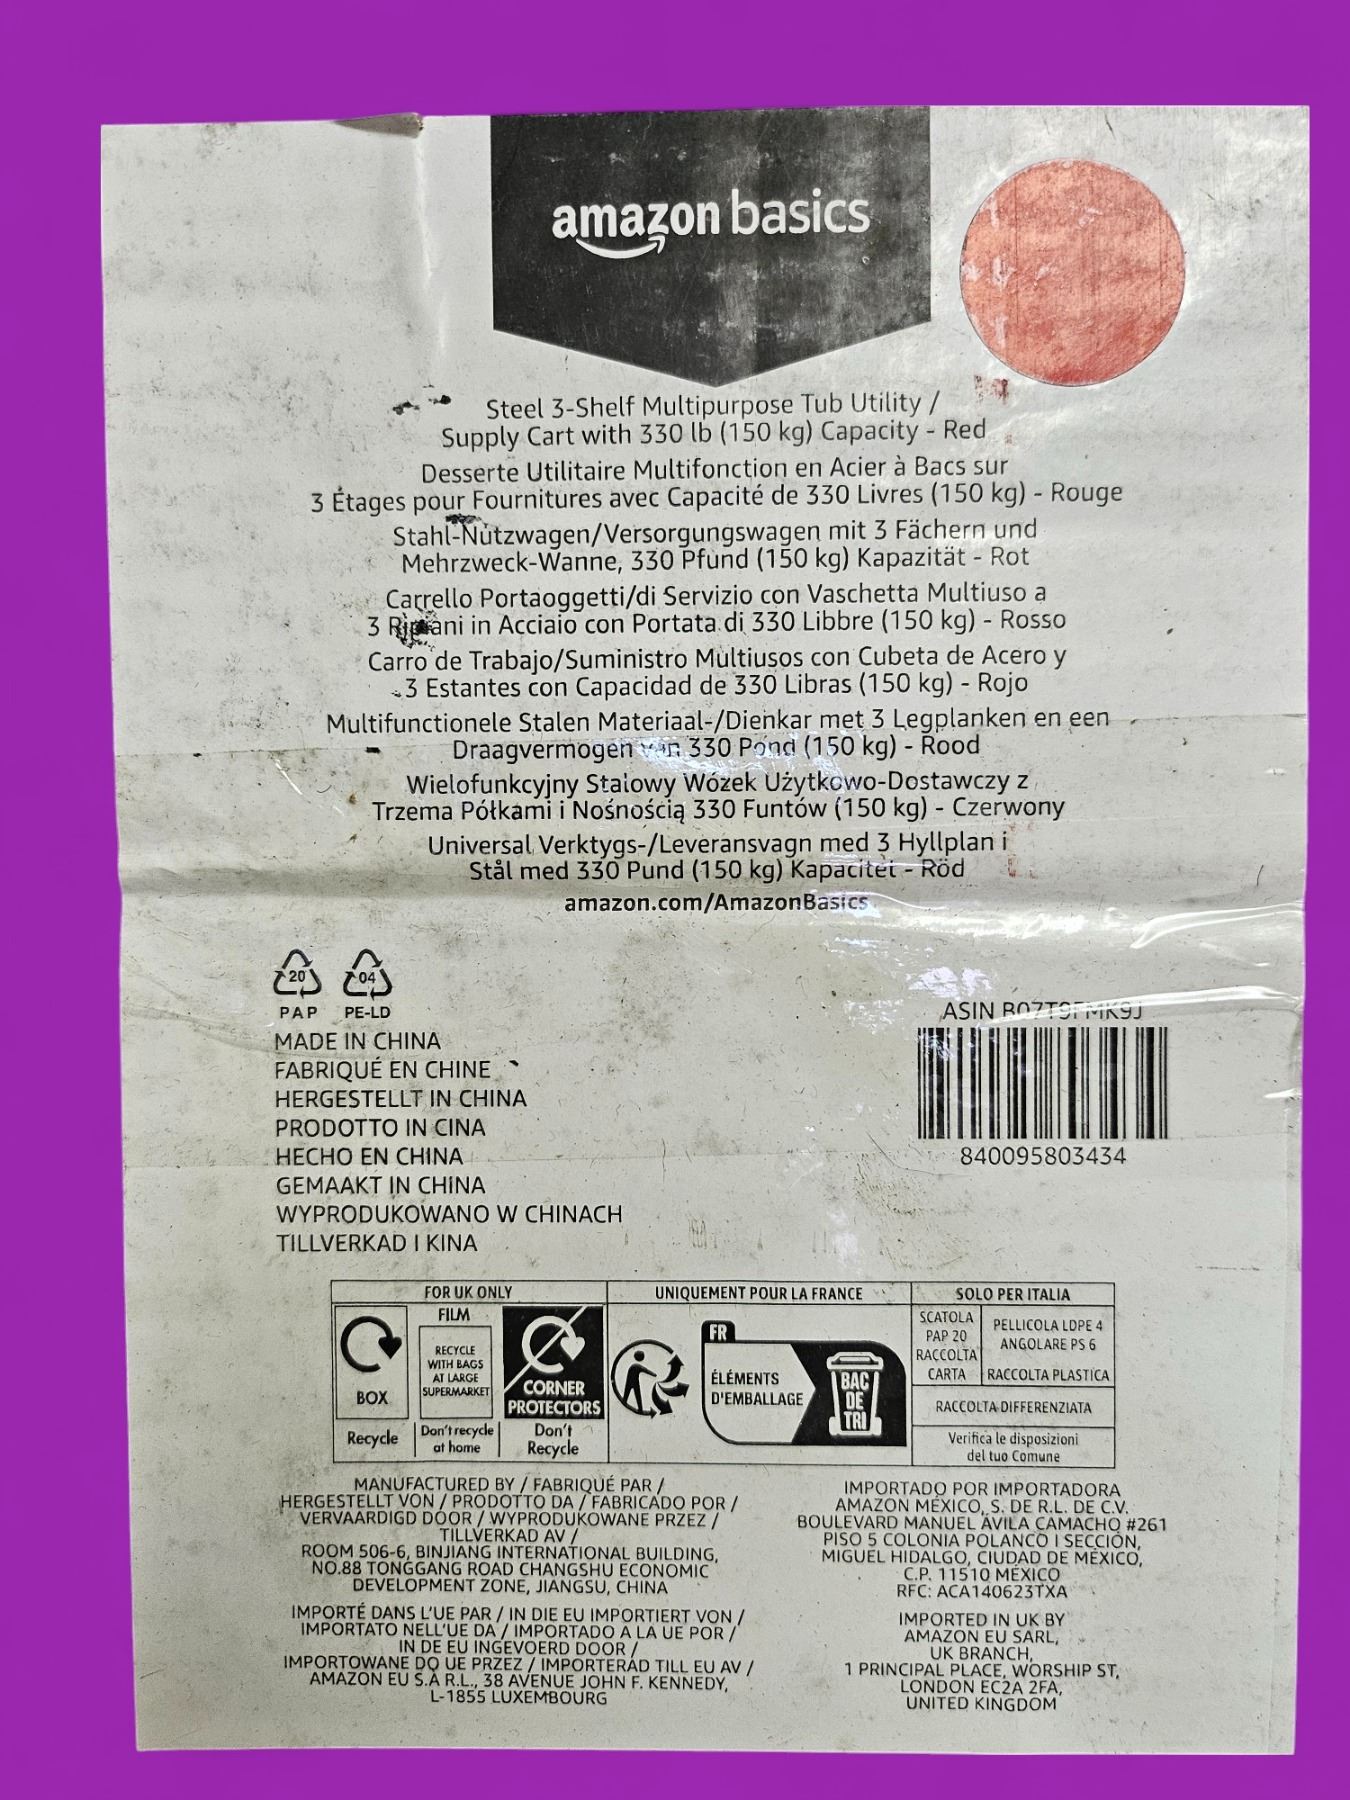 amazon basics
Steel 3-Shelf Multipurpose Tub Utility /
Supply Cart with 330 lb (150 kg) Capacity - Red
Desserte Utilitaire Multifonction en Acier à Bacs sur
3 Étages pour Fournitures avec Capacité de 330 Livres (150 kg) - Rouge
Stahl-Nutzwagen/Versorgungswagen mit 3 Fächern und
Mehrzweck-Wanne, 330 Pfund (150 kg) Kapazität - Rot
Carrello Portaoggetti/di Servizio con Vaschetta Multiuso a
3 Ripiani in Acciaio con Portata di 330 Libbre (150 kg) - Rosso
Carro de Trabajo/Suministro Multiusos con Cubeta de Acero y
3 Estantes con Capacidad de 330 Libras (150 kg) - Rojo
Multifunctionele Stalen Materiaal-/Dienkar met 3 Legplanken en een
Draagvermogen van 330 Pond (150 kg) - Rood
Wielofunkcyjny Stalowy Wózek Użytkowo-Dostawczy z
Trzema Półkami i Nośnością 330 Funtów (150 kg) - Czerwony
Universal Verktygs-/Leveransvagn med 3 Hyllplan i
Stål med 330 Pund (150 kg) Kapacitet - Röd
amazon.com/AmazonBasics
20 04
PAP PE-LD
MADE IN CHINA
FABRIQUÉ EN CHINE
HERGESTELLT IN CHINA
PRODOTTO IN CINA
HECHO EN CHINA
GEMAAKT IN CHINA
WYPRODUKOWANO W CHINACH
TILLVERKAD I KINA
ASIN B07T9FMK9J
840095803434
FOR UK ONLY
BOX
Recycle
FILM
RECYCLE
WITH BAGS
AT LARGE
SUPERMARKET
Don't recycle
at home
CORNER
PROTECTORS
Don't
Recycle
UNIQUEMENT POUR LA FRANCE
FR
ÉLÉMENTS
D'EMBALLAGE
BAC
DE
TRI
SOLO PER ITALIA
SCATOLA
PAP 20
RACCOLTA
CARTA
PELLICOLA LDPE 4
ANGOLARE PS 6
RACCOLTA PLASTICA
RACCOLTA DIFFERENZIATA
Verifica le disposizioni
del tuo Comune
MANUFACTURED BY / FABRIQUÉ PAR /
HERGESTELLT VON / PRODOTTO DA / FABRICADO POR /
VERVAARDIGD DOOR / WYPRODUKOWANE PRZEZ /
TILLVERKAD AV /
ROOM 506-6, BINJIANG INTERNATIONAL BUILDING,
NO.88 TONGGANG ROAD CHANGSHU ECONOMIC
DEVELOPMENT ZONE, JIANGSU, CHINA
IMPORTÉ DANS L'UE PAR / IN DIE EU IMPORTIERT VON /
IMPORTATO NELL'UE DA / IMPORTADO A LA UE POR /
IN DE EU INGEVOERD DOOR /
IMPORTOWANE DO UE PRZEZ / IMPORTERAD TILL EU AV /
AMAZON EU S.À R.L., 38 AVENUE JOHN F. KENNEDY,
L-1855 LUXEMBOURG
IMPORTADO POR IMPORTADORA
AMAZON MÉXICO, S. DE R.L. DE C.V.
BOULEVARD MANUEL ÁVILA CAMACHO #261
PISO 5 COLONIA POLANCO I SECCIÓN,
MIGUEL HIDALGO, CIUDAD DE MÉXICO,
C.P. 11510 MÉXICO
RFC: ACA140623TXA
IMPORTED IN UK BY
AMAZON EU SARL,
UK BRANCH,
1 PRINCIPAL PLACE, WORSHIP ST,
LONDON EC2A 2FA,
UNITED KINGDOM